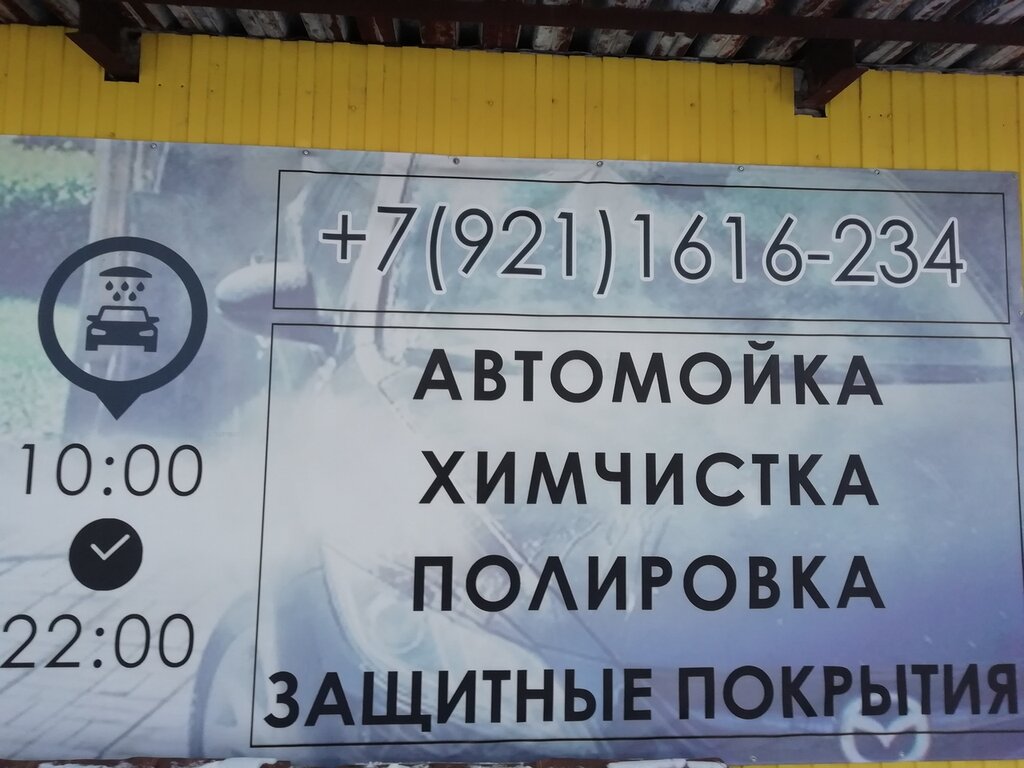 +7(921)1616-234
АВТОМОЙКА
ХИМЧИСТКА
ПОЛИРОВКА
ЗАЩИТНЫЕ ПОКРЫТИЯ
10:00
22:00